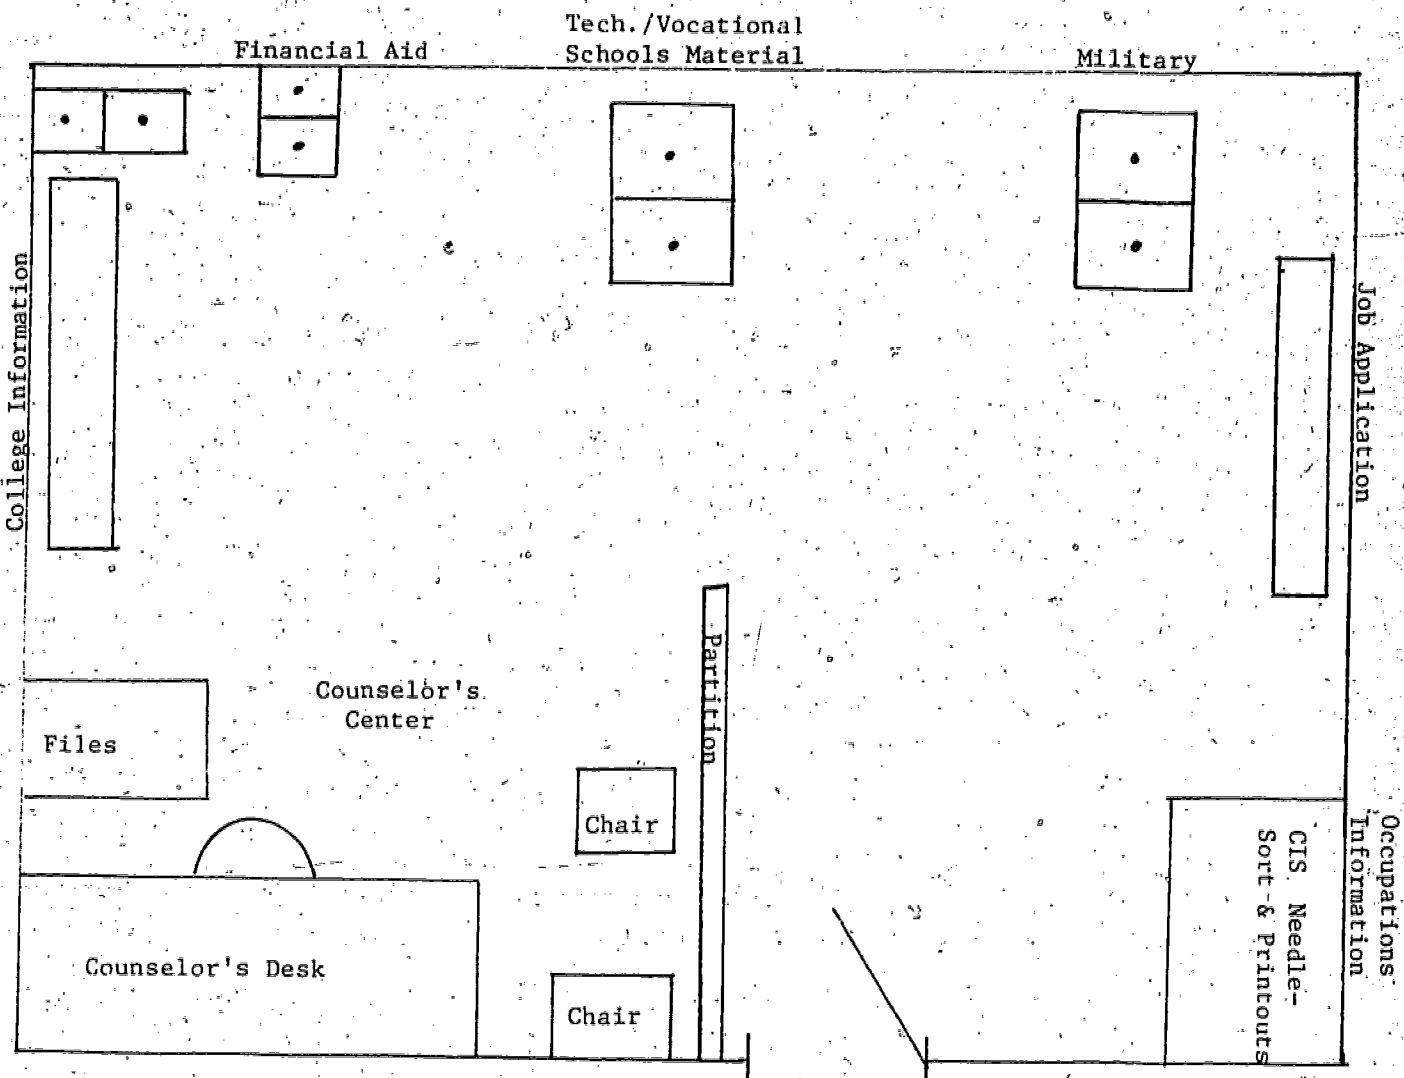 Tech./Vocational
Financial Aid
Schools Material
Military
College Information
Job Application
Partition
Counselor's
Center
Files
Chair
Occupations
Information
CIS Needle-
Sort & Printouts
Counselor's Desk
Chair